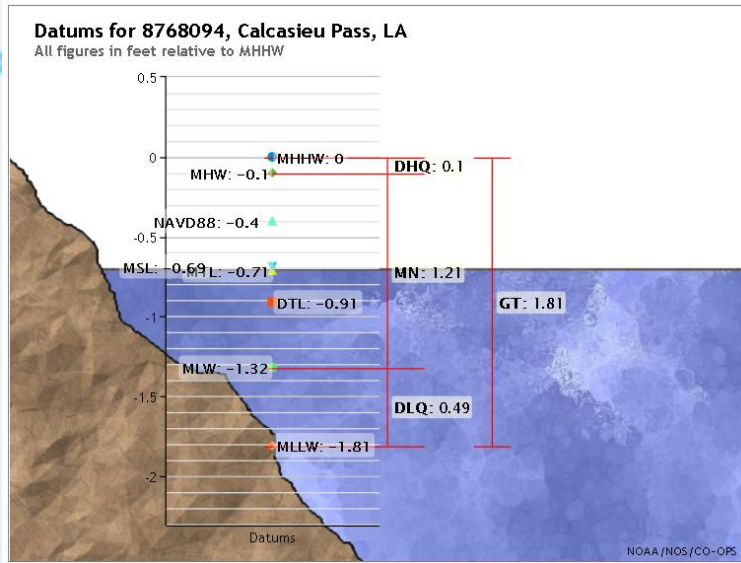 Datums for 8768094, Calcasieu Pass, LA
All figures in feet relative to MHHW
0.5
0
-0.5
-1
-1.5
-2
MHHW: 0
MHW: -0.1
DHQ: 0.1
NAVD88: -0.4
MSL: -0.69
MTL: -0.71
MN: 1.21
DTL: -0.91
GT: 1.81
MLW: -1.32
DLQ: 0.49
MLLW: -1.81
Datums
NOAA/NOS/CO-OPS